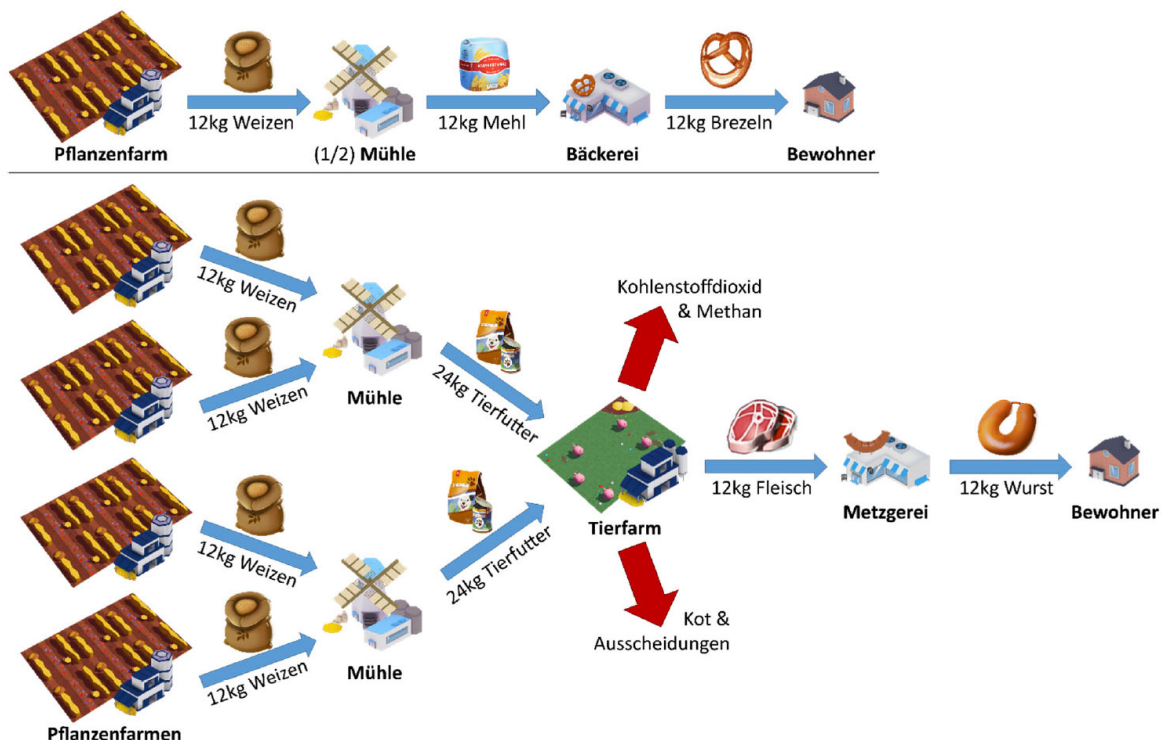 12kg Weizen
12kg Mehl
12kg Brezeln
Pflanzenfarm
(1/2) Mühle
Bäckerei
Bewohner
12kg Weizen
12kg Weizen
Mühle
24kg Tierfutter
Kohlenstoffdioxid
& Methan
12kg Fleisch
12kg Wurst
Tierfarm
Metzgerei
Bewohner
12kg Weizen
12kg Weizen
Mühle
24kg Tierfutter
Kot &
Ausscheidungen
Pflanzenfarmen